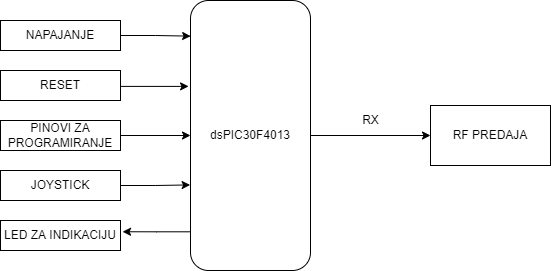 NAPAJANJE
RESET
PINOVI ZA
PROGRAMIRANJE
JOYSTICK
LED ZA INDIKACIJU
dsPIC30F4013
RX
RF PREDAJA